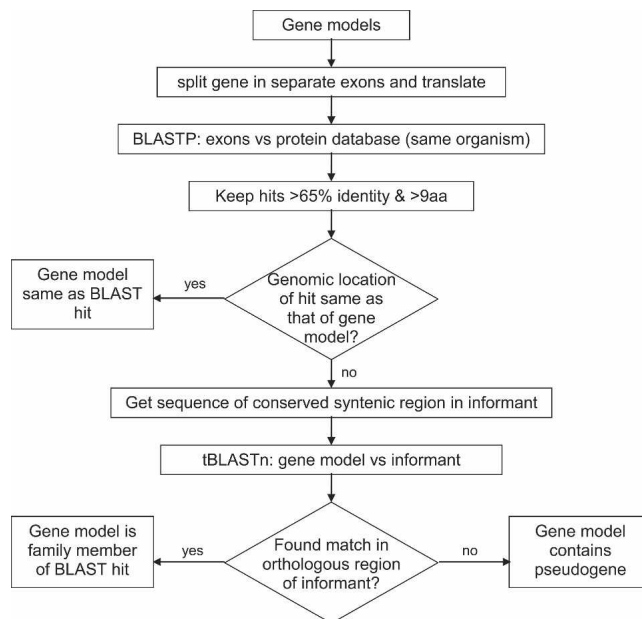 Gene models
split gene in separate exons and translate
BLASTP: exons vs protein database (same organism)
Keep hits >65% identity & >9aa
Gene model
same as BLAST
hit
yes
Genomic location
of hit same as
that of gene
model?
no
Get sequence of conserved syntenic region in informant
tBLASTn: gene model vs informant
Gene model is
family member
of BLAST hit
yes
Found match in
orthologous region
of informant?
no
Gene model
contains
pseudogene